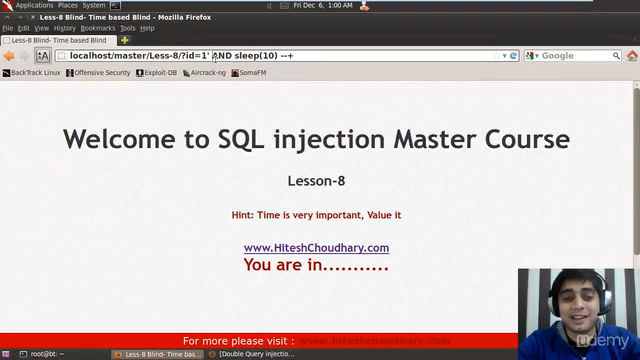 Applications Places System
Fri Dec 6, 1:00 AM
Less-8 Blind- Time based Blind - Mozilla Firefox
File Edit View History Bookmarks Tools Help
Less-8 Blind- Time based Blind
localhost/master/Less-8/?id=1' AND sleep(10) --+
Google
BackTrack Linux Offensive Security Exploit-DB Aircrack-ng SomaFM
Welcome to SQL injection Master Course
Lesson-8
Hint: Time is very important, Value it
www.HiteshChoudhary.com
You are in...........
udemy
For more please visit : www.hiteshchoudhary.com
root@bt: ~
Less-8 Blind- Time bas...
[Double Query injectio...